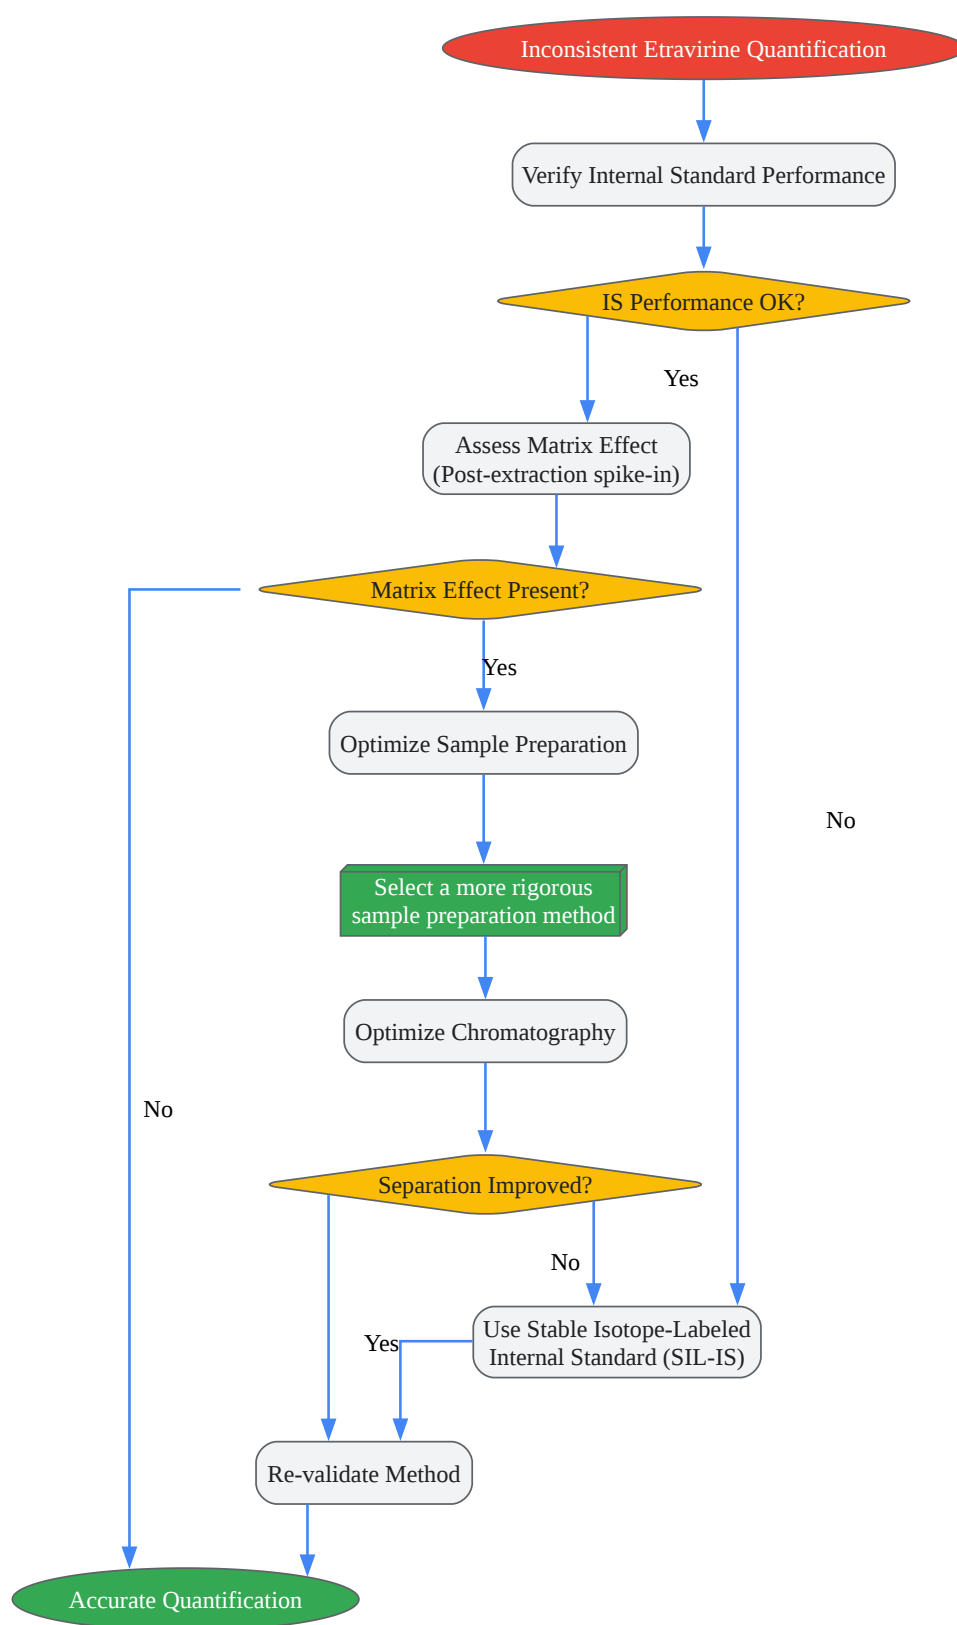 Inconsistent Etravirine Quantification
Verify Internal Standard Performance
IS Performance OK?
Yes
Assess Matrix Effect
(Post-extraction spike-in)
Matrix Effect Present?
Yes
Optimize Sample Preparation
No
Select a more rigorous
sample preparation method
Optimize Chromatography
No
Separation Improved?
No
Use Stable Isotope-Labeled
Internal Standard (SIL-IS)
Yes
Re-validate Method
Accurate Quantification